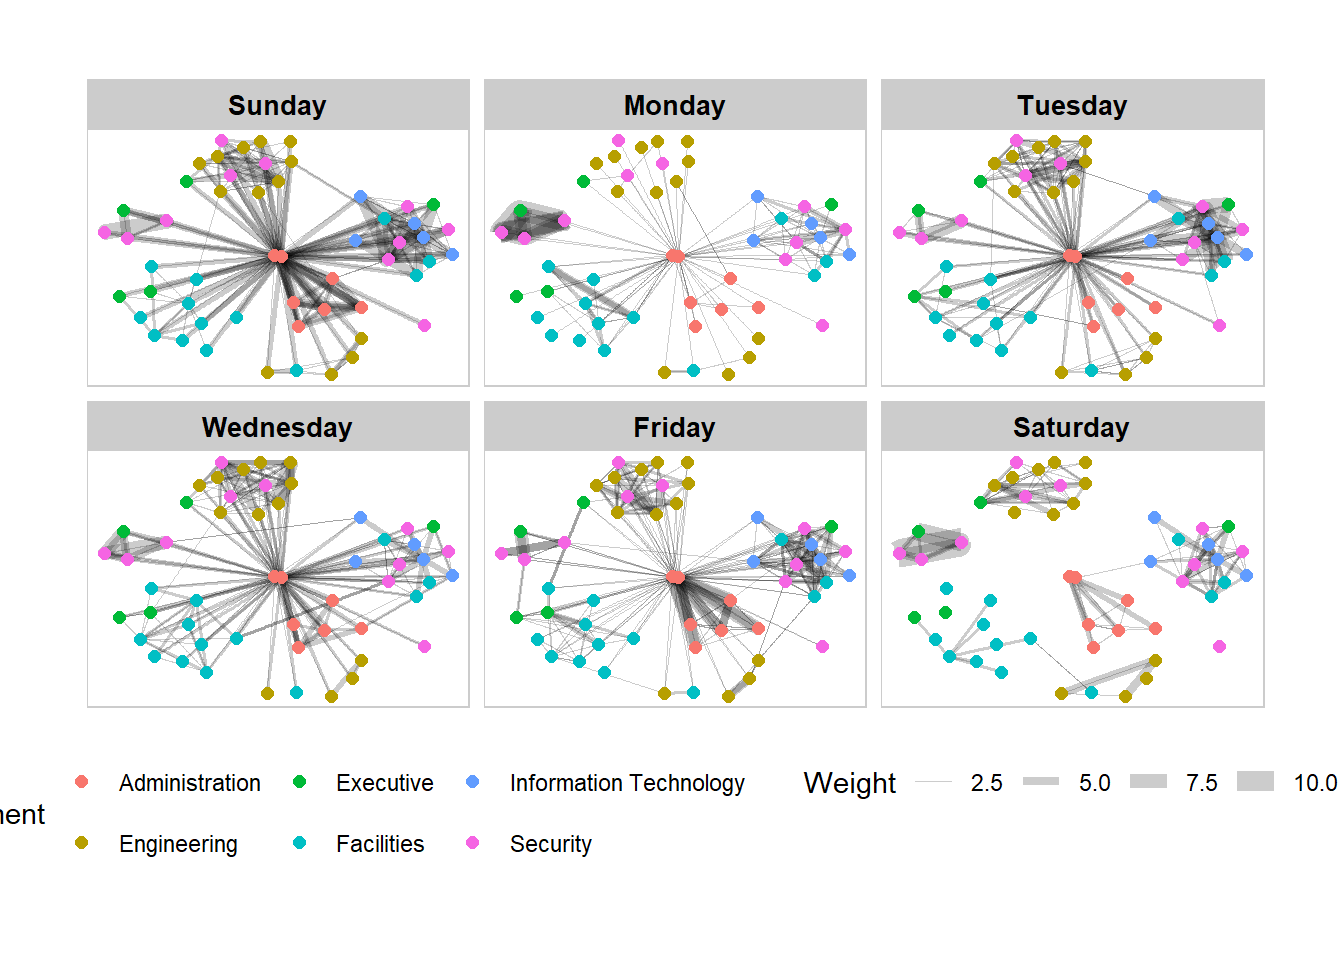 Sunday
Monday
Tuesday
Wednesday
Friday
Saturday
Administration
Executive
Information Technology
Weight
2.5
5.0
7.5
10.0
Engineering
Facilities
Security